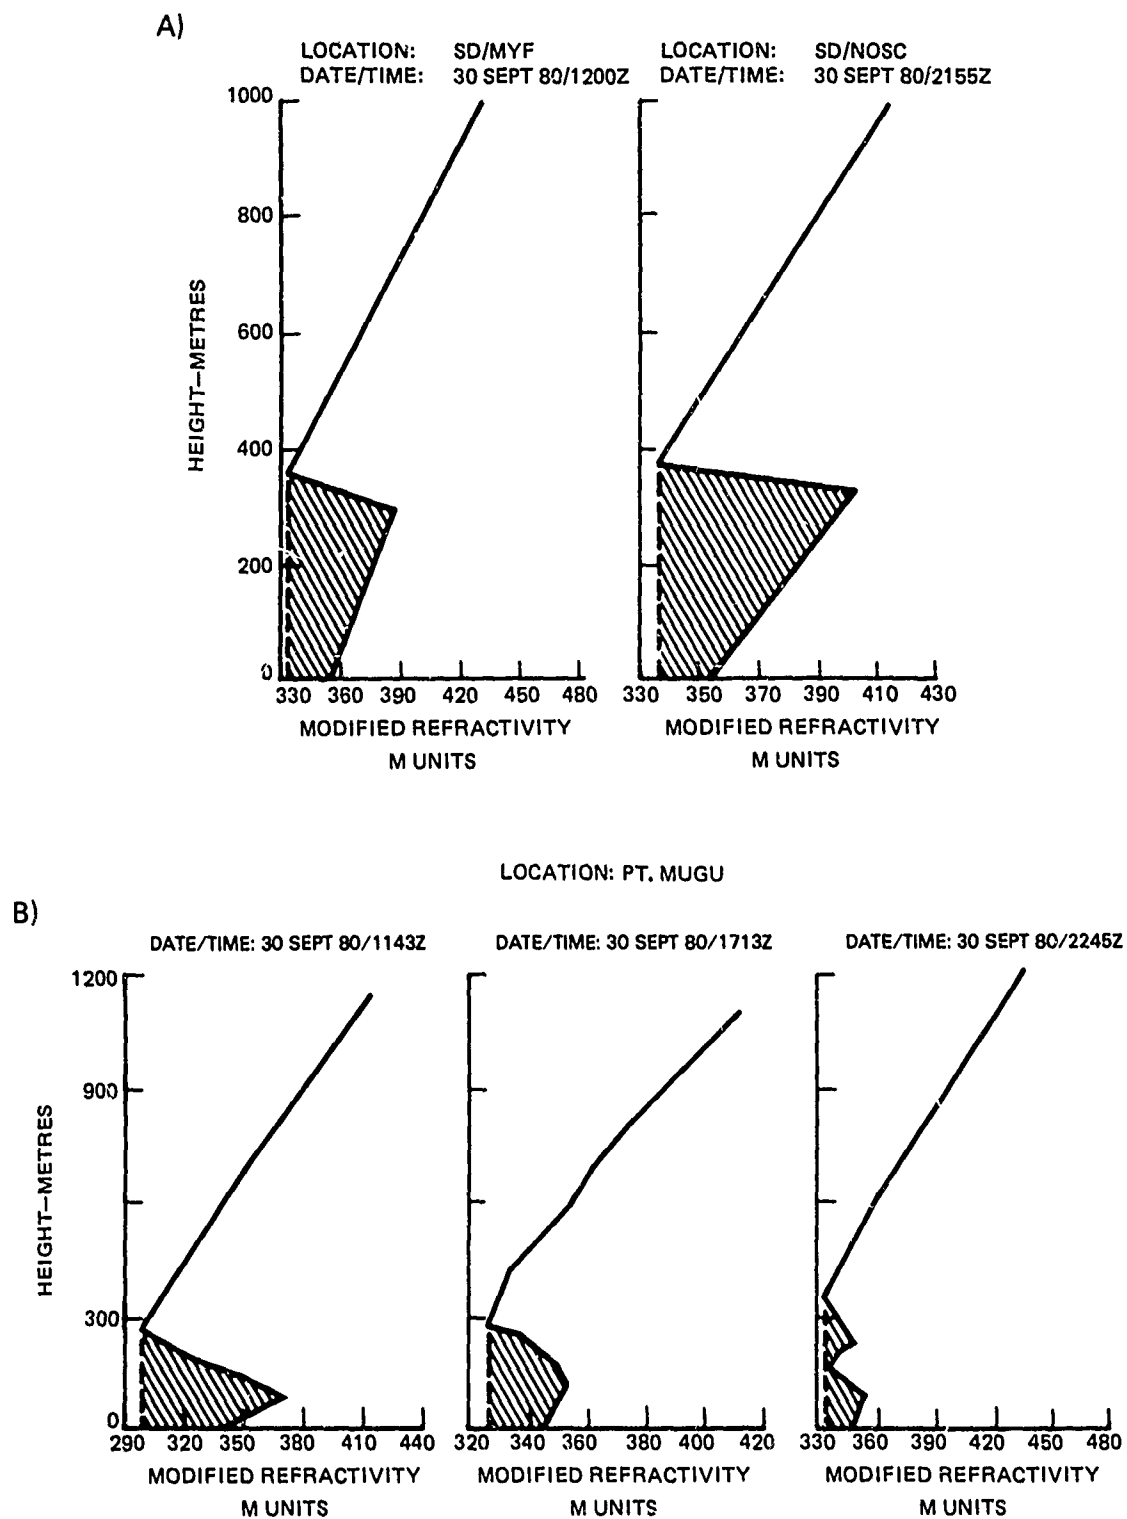 A)
LOCATION: SD/MYF
DATE/TIME: 30 SEPT 80/1200Z
LOCATION: SD/NOSC
DATE/TIME: 30 SEPT 80/2155Z
HEIGHT–METRES
1000
800
600
400
200
0
330 360 390 420 450 480
MODIFIED REFRACTIVITY
M UNITS
330 350 370 390 410 430
MODIFIED REFRACTIVITY
M UNITS
LOCATION: PT. MUGU
B)
DATE/TIME: 30 SEPT 80/1143Z
DATE/TIME: 30 SEPT 80/1713Z
DATE/TIME: 30 SEPT 80/2245Z
HEIGHT–METRES
1200
900
300
0
290 320 350 380 410 440
MODIFIED REFRACTIVITY
M UNITS
320 340 360 380 400 420
MODIFIED REFRACTIVITY
M UNITS
330 360 390 420 450 480
MODIFIED REFRACTIVITY
M UNITS